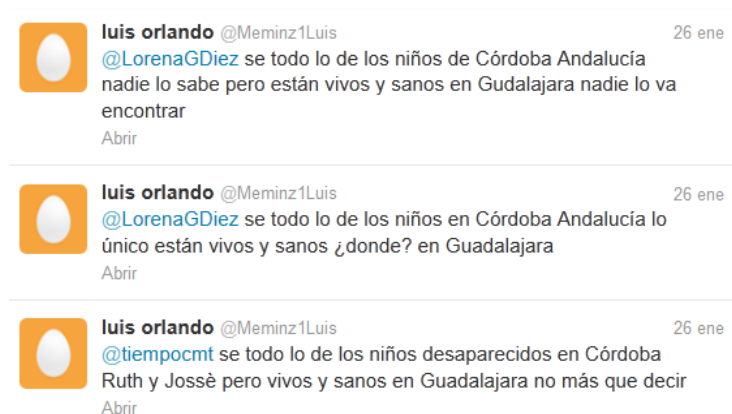 luis orlando @Meminz1Luis 26 ene
@LorenaGDiez se todo lo de los niños de Córdoba Andalucía
nadie lo sabe pero están vivos y sanos en Gudalajara nadie lo va
encontrar
Abrir
luis orlando @Meminz1Luis 26 ene
@LorenaGDiez se todo lo de los niños en Córdoba Andalucía lo
único están vivos y sanos ¿donde? en Guadalajara
Abrir
luis orlando @Meminz1Luis 26 ene
@tiempocmt se todo lo de los niños desaparecidos en Córdoba
Ruth y Jossè pero vivos y sanos en Guadalajara no más que decir
Abrir